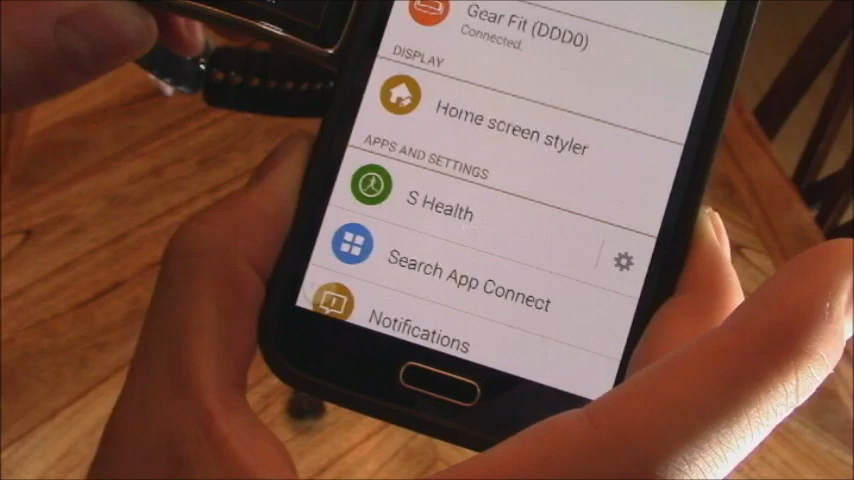 Gear Fit (DDD0)
Connected.
DISPLAY
Home screen styler
APPS AND SETTINGS
S Health
Search App Connect
Notifications